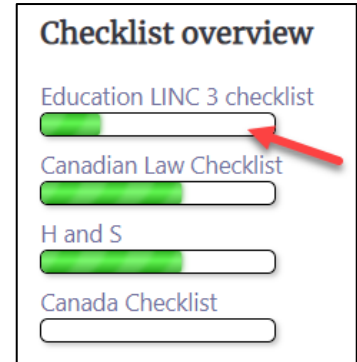 Checklist overview
Education LINC 3 checklist
Canadian Law Checklist
H and S
Canada Checklist